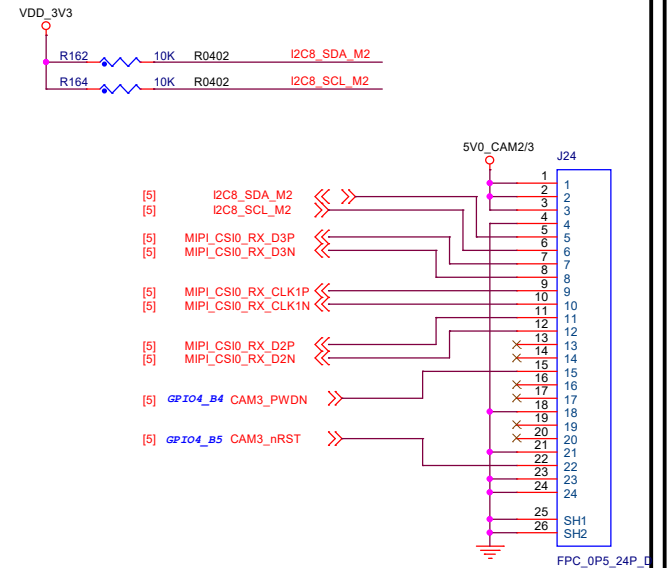 VDD_3V3
R162 10K R0402 I2C8_SDA_M2
R164 10K R0402 I2C8_SCL_M2
5V0_CAM2/3
J24
1 1
2 2
3 3
4 4
[5] I2C8_SDA_M2 5 5
[5] I2C8_SCL_M2 6 6
[5] MIPI_CSI0_RX_D3P 7 7
[5] MIPI_CSI0_RX_D3N 8 8
[5] MIPI_CSI0_RX_CLK1P 9 9
[5] MIPI_CSI0_RX_CLK1N 10 10
[5] MIPI_CSI0_RX_D2P 11 11
[5] MIPI_CSI0_RX_D2N 12 12
13 13
14 14
[5] GPIO4_B4 CAM3_PWDN 15 15
16 16
17 17
18 18
19 19
20 20
21 21
[5] GPIO4_B5 CAM3_nRST 22 22
23 23
24 24
25 SH1
26 SH2
FPC_0P5_24P_D